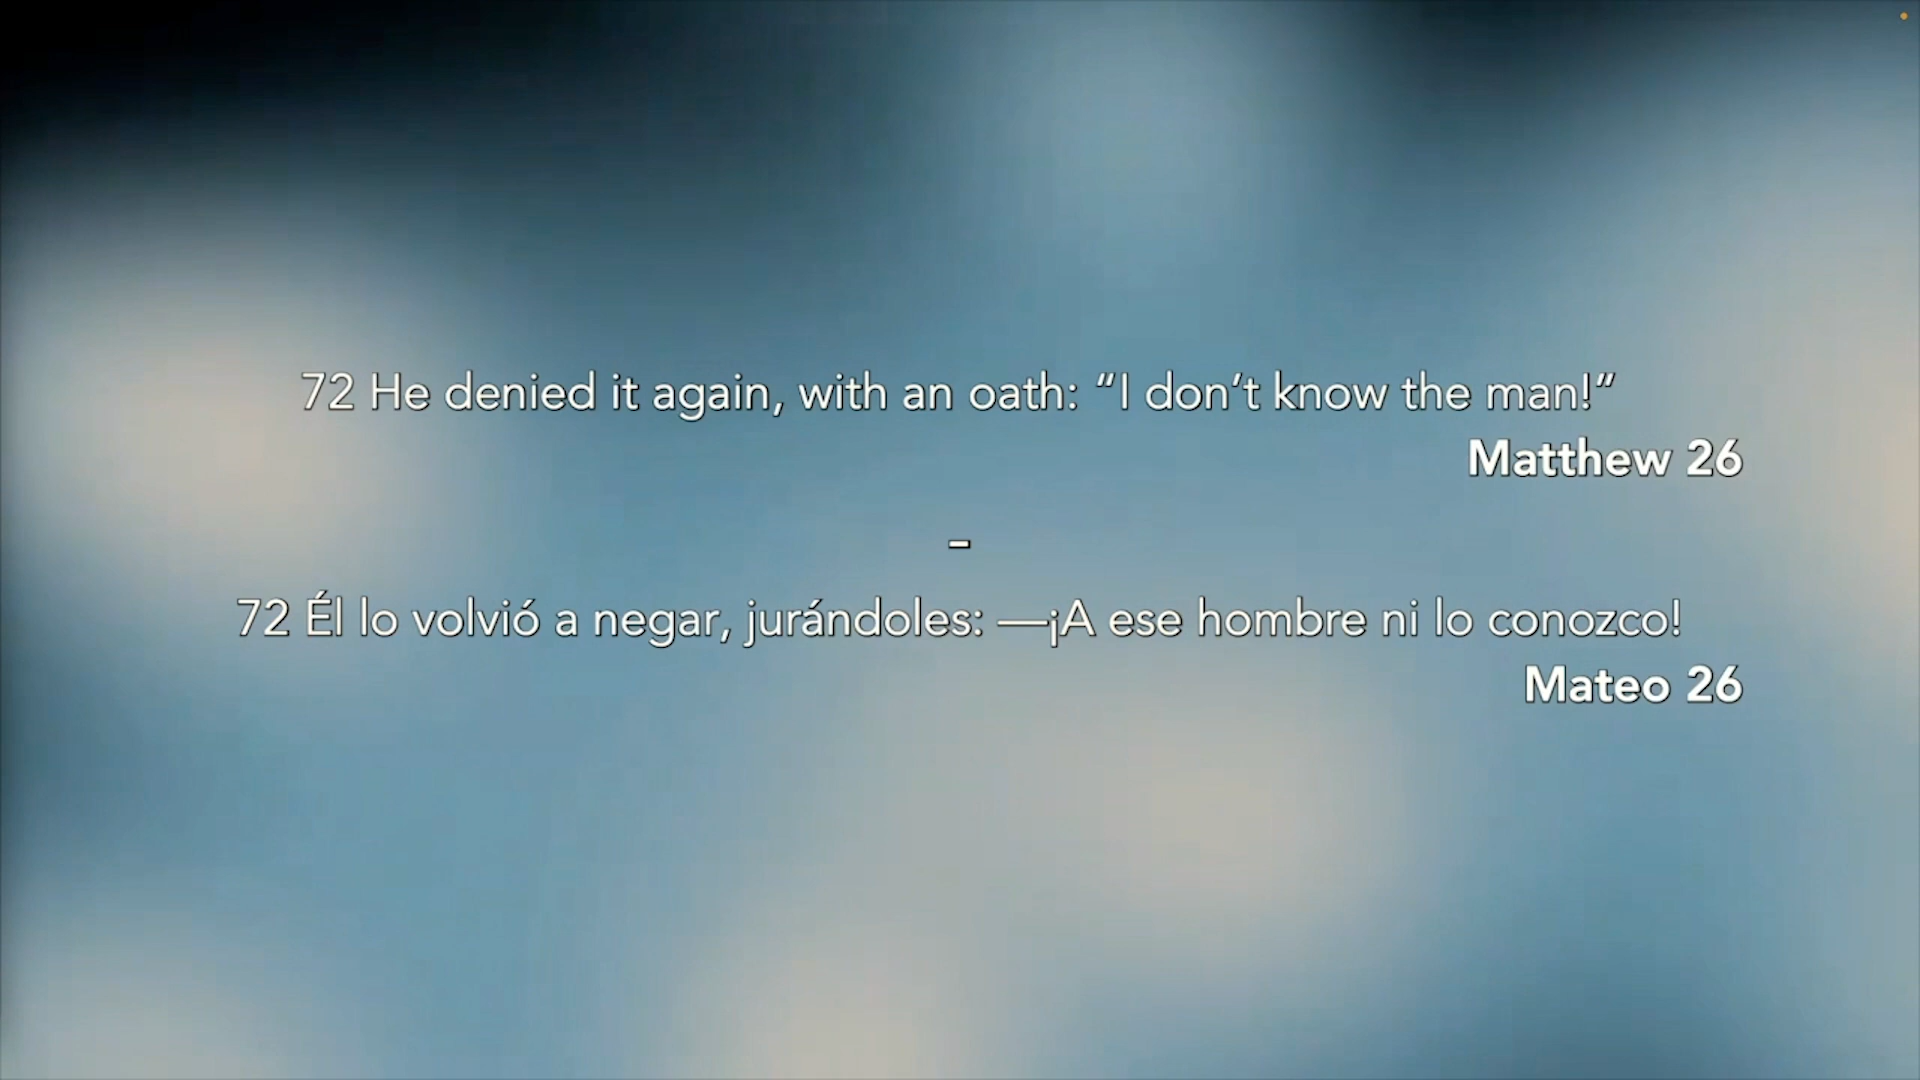 72 He denied it again, with an oath: “I don’t know the man!”
Matthew 26
–
72 Él lo volvió a negar, jurándoles: —¡A ese hombre ni lo conozco!
Mateo 26